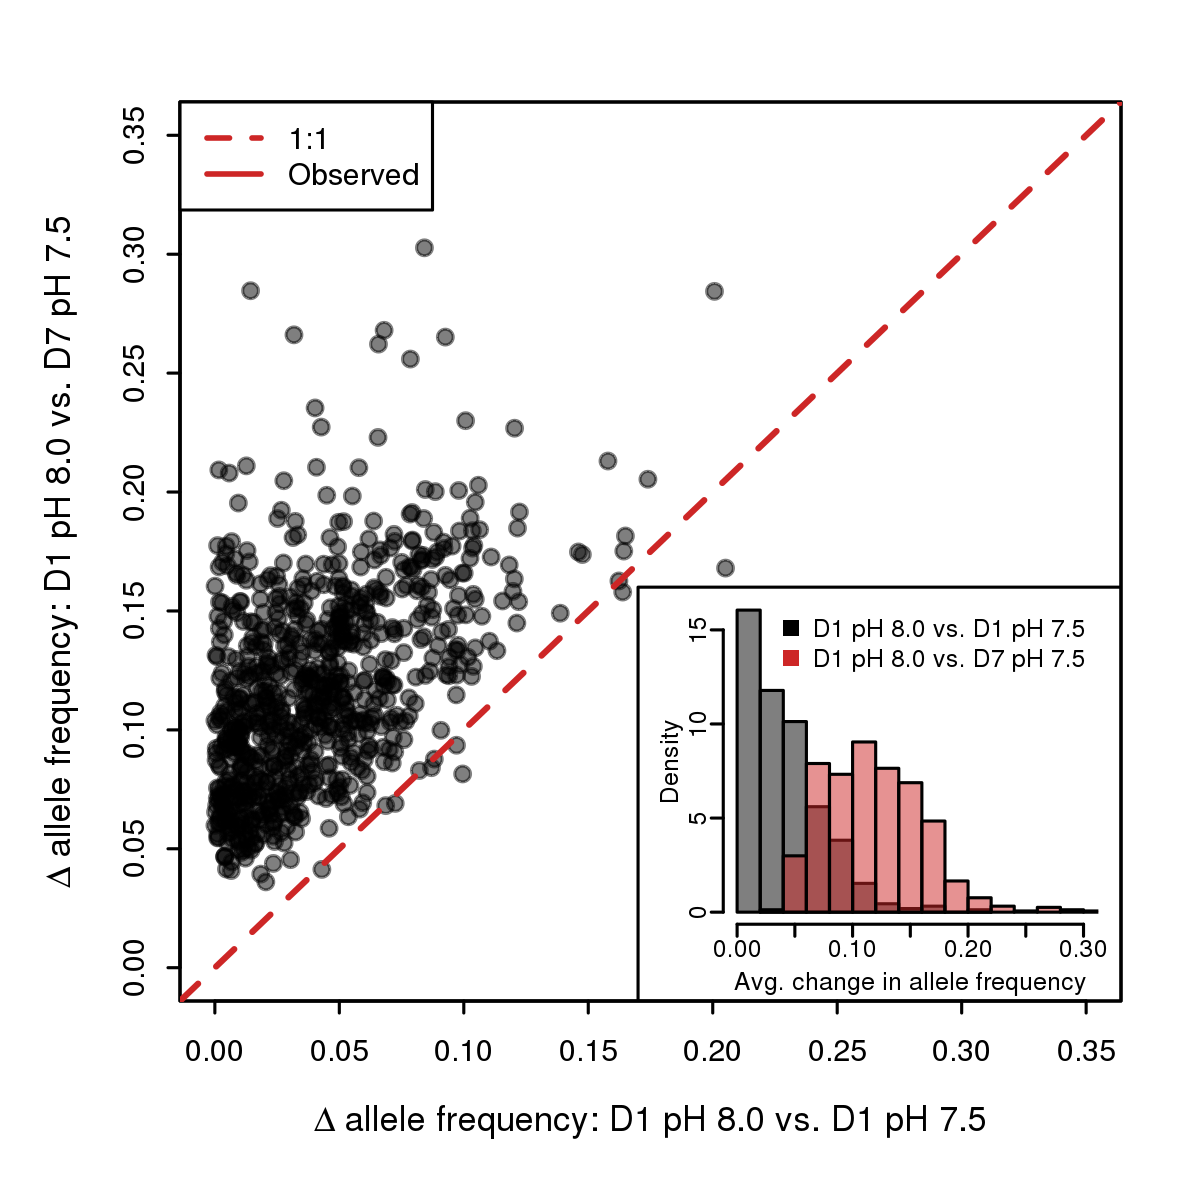 1:1
Observed
Δ allele frequency: D1 pH 8.0 vs. D7 pH 7.5
0.35
0.30
0.25
0.20
0.15
0.10
0.05
0.00
0.00 0.05 0.10 0.15 0.20 0.25 0.30 0.35
Δ allele frequency: D1 pH 8.0 vs. D1 pH 7.5
D1 pH 8.0 vs. D1 pH 7.5
D1 pH 8.0 vs. D7 pH 7.5
Density
15
10
5
0
0.00 0.10 0.20 0.30
Avg. change in allele frequency